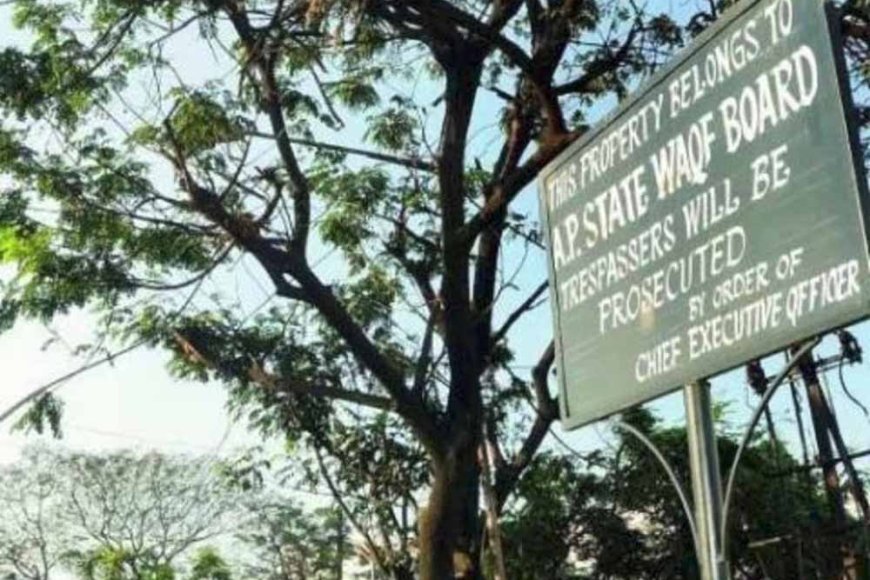 THIS PROPERTY BELONGS TO
A.P. STATE WAQF BOARD
TRESPASSERS WILL BE
PROSECUTED
BY ORDER OF
CHIEF EXECUTIVE OFFICER